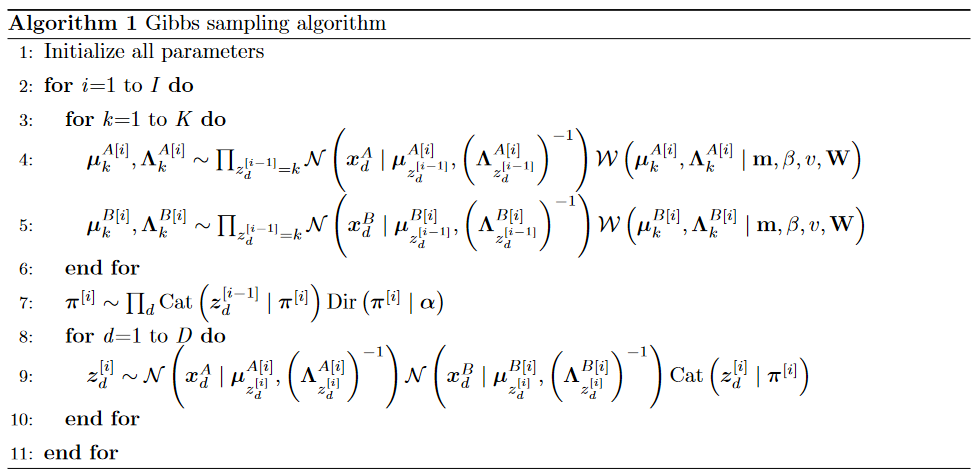 Algorithm 1 Gibbs sampling algorithm
1: Initialize all parameters
2: for $i$=1 to $I$ do
3: for $k$=1 to $K$ do
4: $\boldsymbol{\mu}_k^{A[i]}, \boldsymbol{\Lambda}_k^{A[i]} \sim \prod_{z_d^{[i-1]}=k} \mathcal{N}\left(\boldsymbol{x}_d^A \mid \boldsymbol{\mu}_{z_d^{[i-1]}}^{A[i]}, \left(\boldsymbol{\Lambda}_{z_d^{[i-1]}}^{A[i]}\right)^{-1}\right) \mathcal{W}\left(\boldsymbol{\mu}_k^{A[i]}, \boldsymbol{\Lambda}_k^{A[i]} \mid \mathbf{m}, \beta, v, \mathbf{W}\right)$
5: $\boldsymbol{\mu}_k^{B[i]}, \boldsymbol{\Lambda}_k^{B[i]} \sim \prod_{z_d^{[i-1]}=k} \mathcal{N}\left(\boldsymbol{x}_d^B \mid \boldsymbol{\mu}_{z_d^{[i-1]}}^{B[i]}, \left(\boldsymbol{\Lambda}_{z_d^{[i-1]}}^{B[i]}\right)^{-1}\right) \mathcal{W}\left(\boldsymbol{\mu}_k^{B[i]}, \boldsymbol{\Lambda}_k^{B[i]} \mid \mathbf{m}, \beta, v, \mathbf{W}\right)$
6: end for
7: $\boldsymbol{\pi}^{[i]} \sim \prod_d \mathrm{Cat}\left(\boldsymbol{z}_d^{[i-1]} \mid \boldsymbol{\pi}^{[i]}\right) \mathrm{Dir}\left(\boldsymbol{\pi}^{[i]} \mid \boldsymbol{\alpha}\right)$
8: for $d$=1 to $D$ do
9: $\boldsymbol{z}_d^{[i]} \sim \mathcal{N}\left(\boldsymbol{x}_d^A \mid \boldsymbol{\mu}_{z_d^{[i]}}^{A[i]}, \left(\boldsymbol{\Lambda}_{z_d^{[i]}}^{A[i]}\right)^{-1}\right) \mathcal{N}\left(\boldsymbol{x}_d^B \mid \boldsymbol{\mu}_{z_d^{[i]}}^{B[i]}, \left(\boldsymbol{\Lambda}_{z_d^{[i]}}^{B[i]}\right)^{-1}\right) \mathrm{Cat}\left(\boldsymbol{z}_d^{[i]} \mid \boldsymbol{\pi}^{[i]}\right)$
10: end for
11: end for